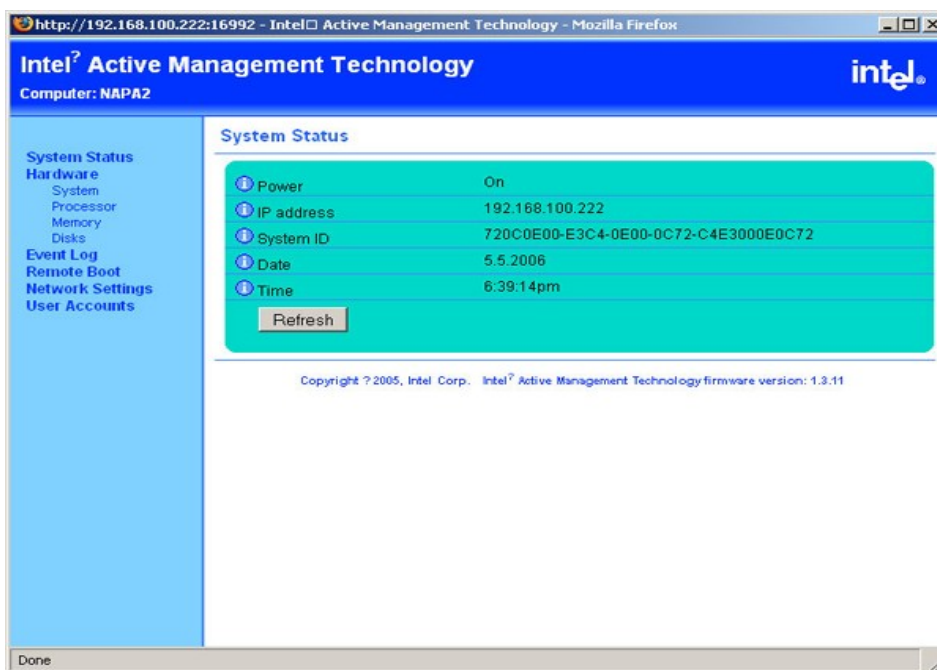 http://192.168.100.222:16992 - Intel□ Active Management Technology - Mozilla Firefox
Intel? Active Management Technology
Computer: NAPA2
intel®
System Status
Hardware
System
Processor
Memory
Disks
Event Log
Remote Boot
Network Settings
User Accounts
System Status
Power On
IP address 192.168.100.222
System ID 720C0E00-E3C4-0E00-0C72-C4E3000E0C72
Date 5.5.2006
Time 6:39:14pm
Refresh
Copyright ? 2005, Intel Corp. Intel? Active Management Technology firmware version: 1.3.11
Done